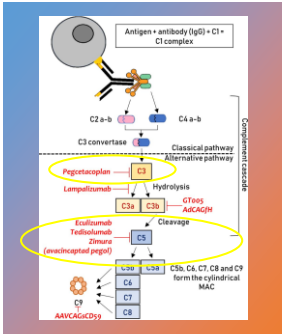 Antigen + antibody (IgG) + C1 =
C1 complex
C2 a-b
C4 a-b
C3 convertase
Classical pathway
Alternative pathway
Complement cascade
Pegcetacoplan
C3
Lampalizumab
Hydrolysis
C3a
C3b
GT005
AdCAGfH
Cleavage
Eculizumab
Tedisolumab
Zimura
(avacincapted pegol)
C5
C5b
C5a
C6
C7
C8
C9
C5b, C6, C7, C8 and C9
form the cylindrical
MAC
AAVCAGsCD59